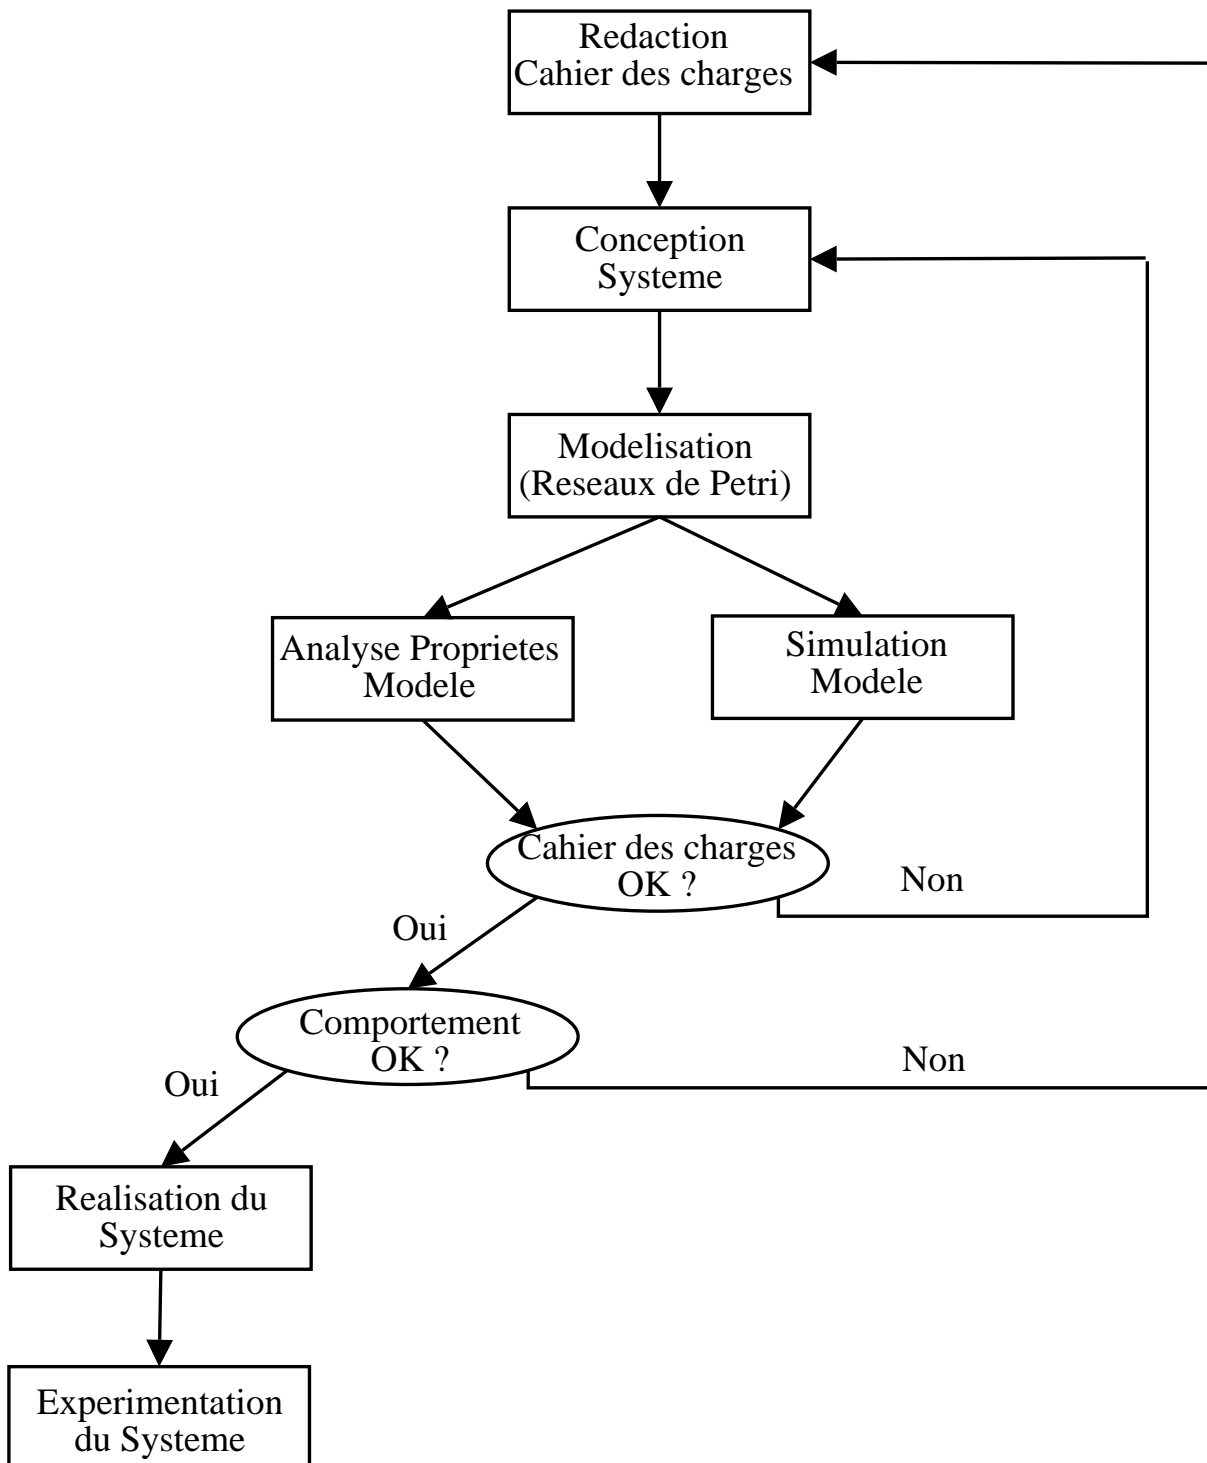 Redaction
Cahier des charges
Conception
Systeme
Modelisation
(Reseaux de Petri)
Analyse Proprietes
Modele
Simulation
Modele
Cahier des charges
OK ?
Non
Oui
Comportement
OK ?
Non
Oui
Realisation du
Systeme
Experimentation
du Systeme